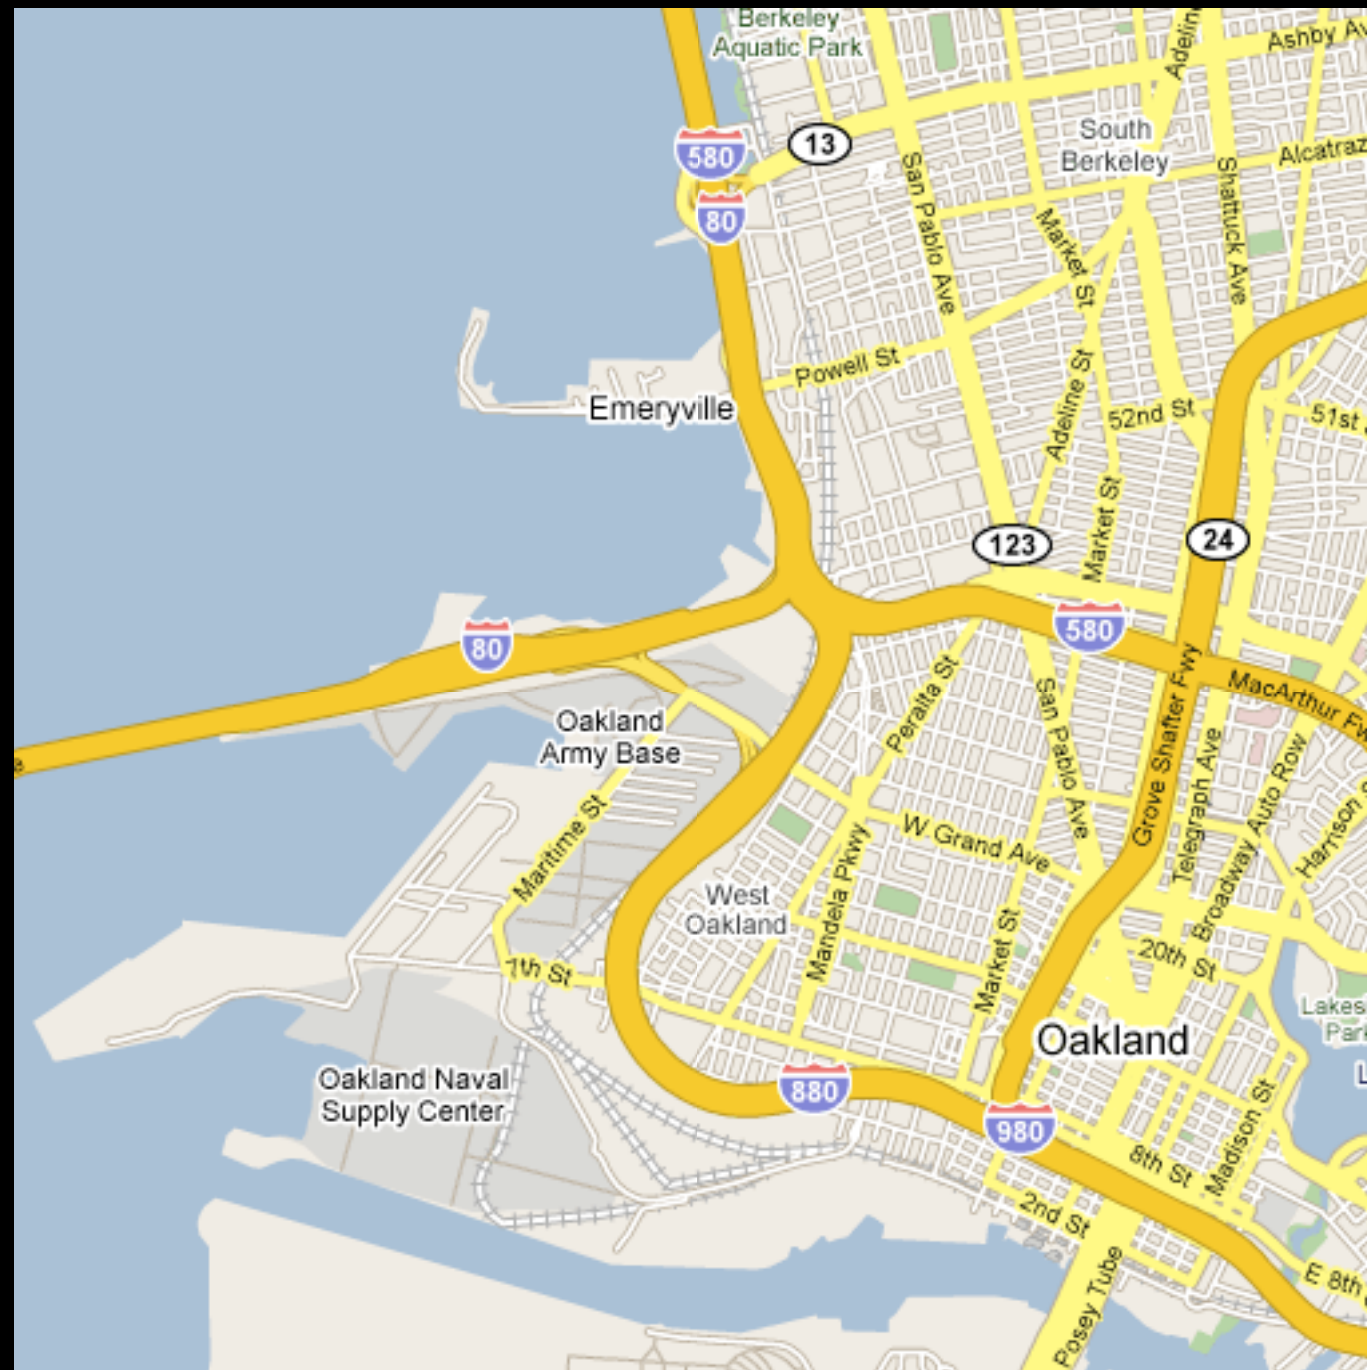 Berkeley
Aquatic Park
Adelin
Ashby Av
580
13
South
Berkeley
Alcatraz
80
San Pablo Ave
Market St
Shattuck Ave
Powell St
Emeryville
Adeline St
52nd St
51st
Market St
123
24
80
580
Peralta St
San Pablo Ave
Grove Shafter Fwy
MacArthur Fw
Oakland
Army Base
Maritime St
Telegraph Ave
Broadway Auto Row
Harrison
W Grand Ave
Mandela Pkwy
West
Oakland
Market St
20th St
7th St
Lakes
Park
Oakland
L
Oakland Naval
Supply Center
880
980
8th St
Madison St
2nd St
E 8th
Posey Tube